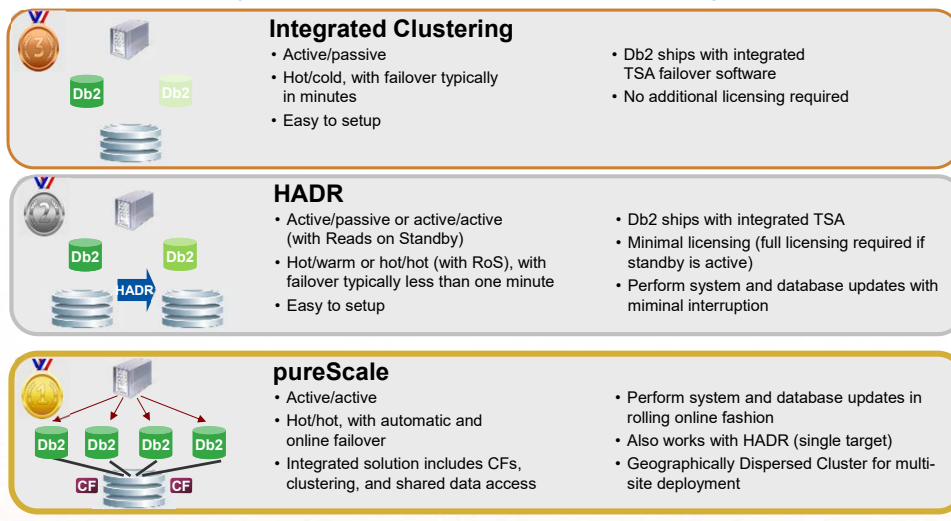 3
Db2
Db2
Integrated Clustering
• Active/passive
• Hot/cold, with failover typically
in minutes
• Easy to setup
• Db2 ships with integrated
TSA failover software
• No additional licensing required
2
Db2
Db2
HADR
HADR
• Active/passive or active/active
(with Reads on Standby)
• Hot/warm or hot/hot (with RoS), with
failover typically less than one minute
• Easy to setup
• Db2 ships with integrated TSA
• Minimal licensing (full licensing required if
standby is active)
• Perform system and database updates with
miminal interruption
1
Db2
Db2
Db2
Db2
CF
CF
pureScale
• Active/active
• Hot/hot, with automatic and
online failover
• Integrated solution includes CFs,
clustering, and shared data access
• Perform system and database updates in
rolling online fashion
• Also works with HADR (single target)
• Geographically Dispersed Cluster for multi-
site deployment